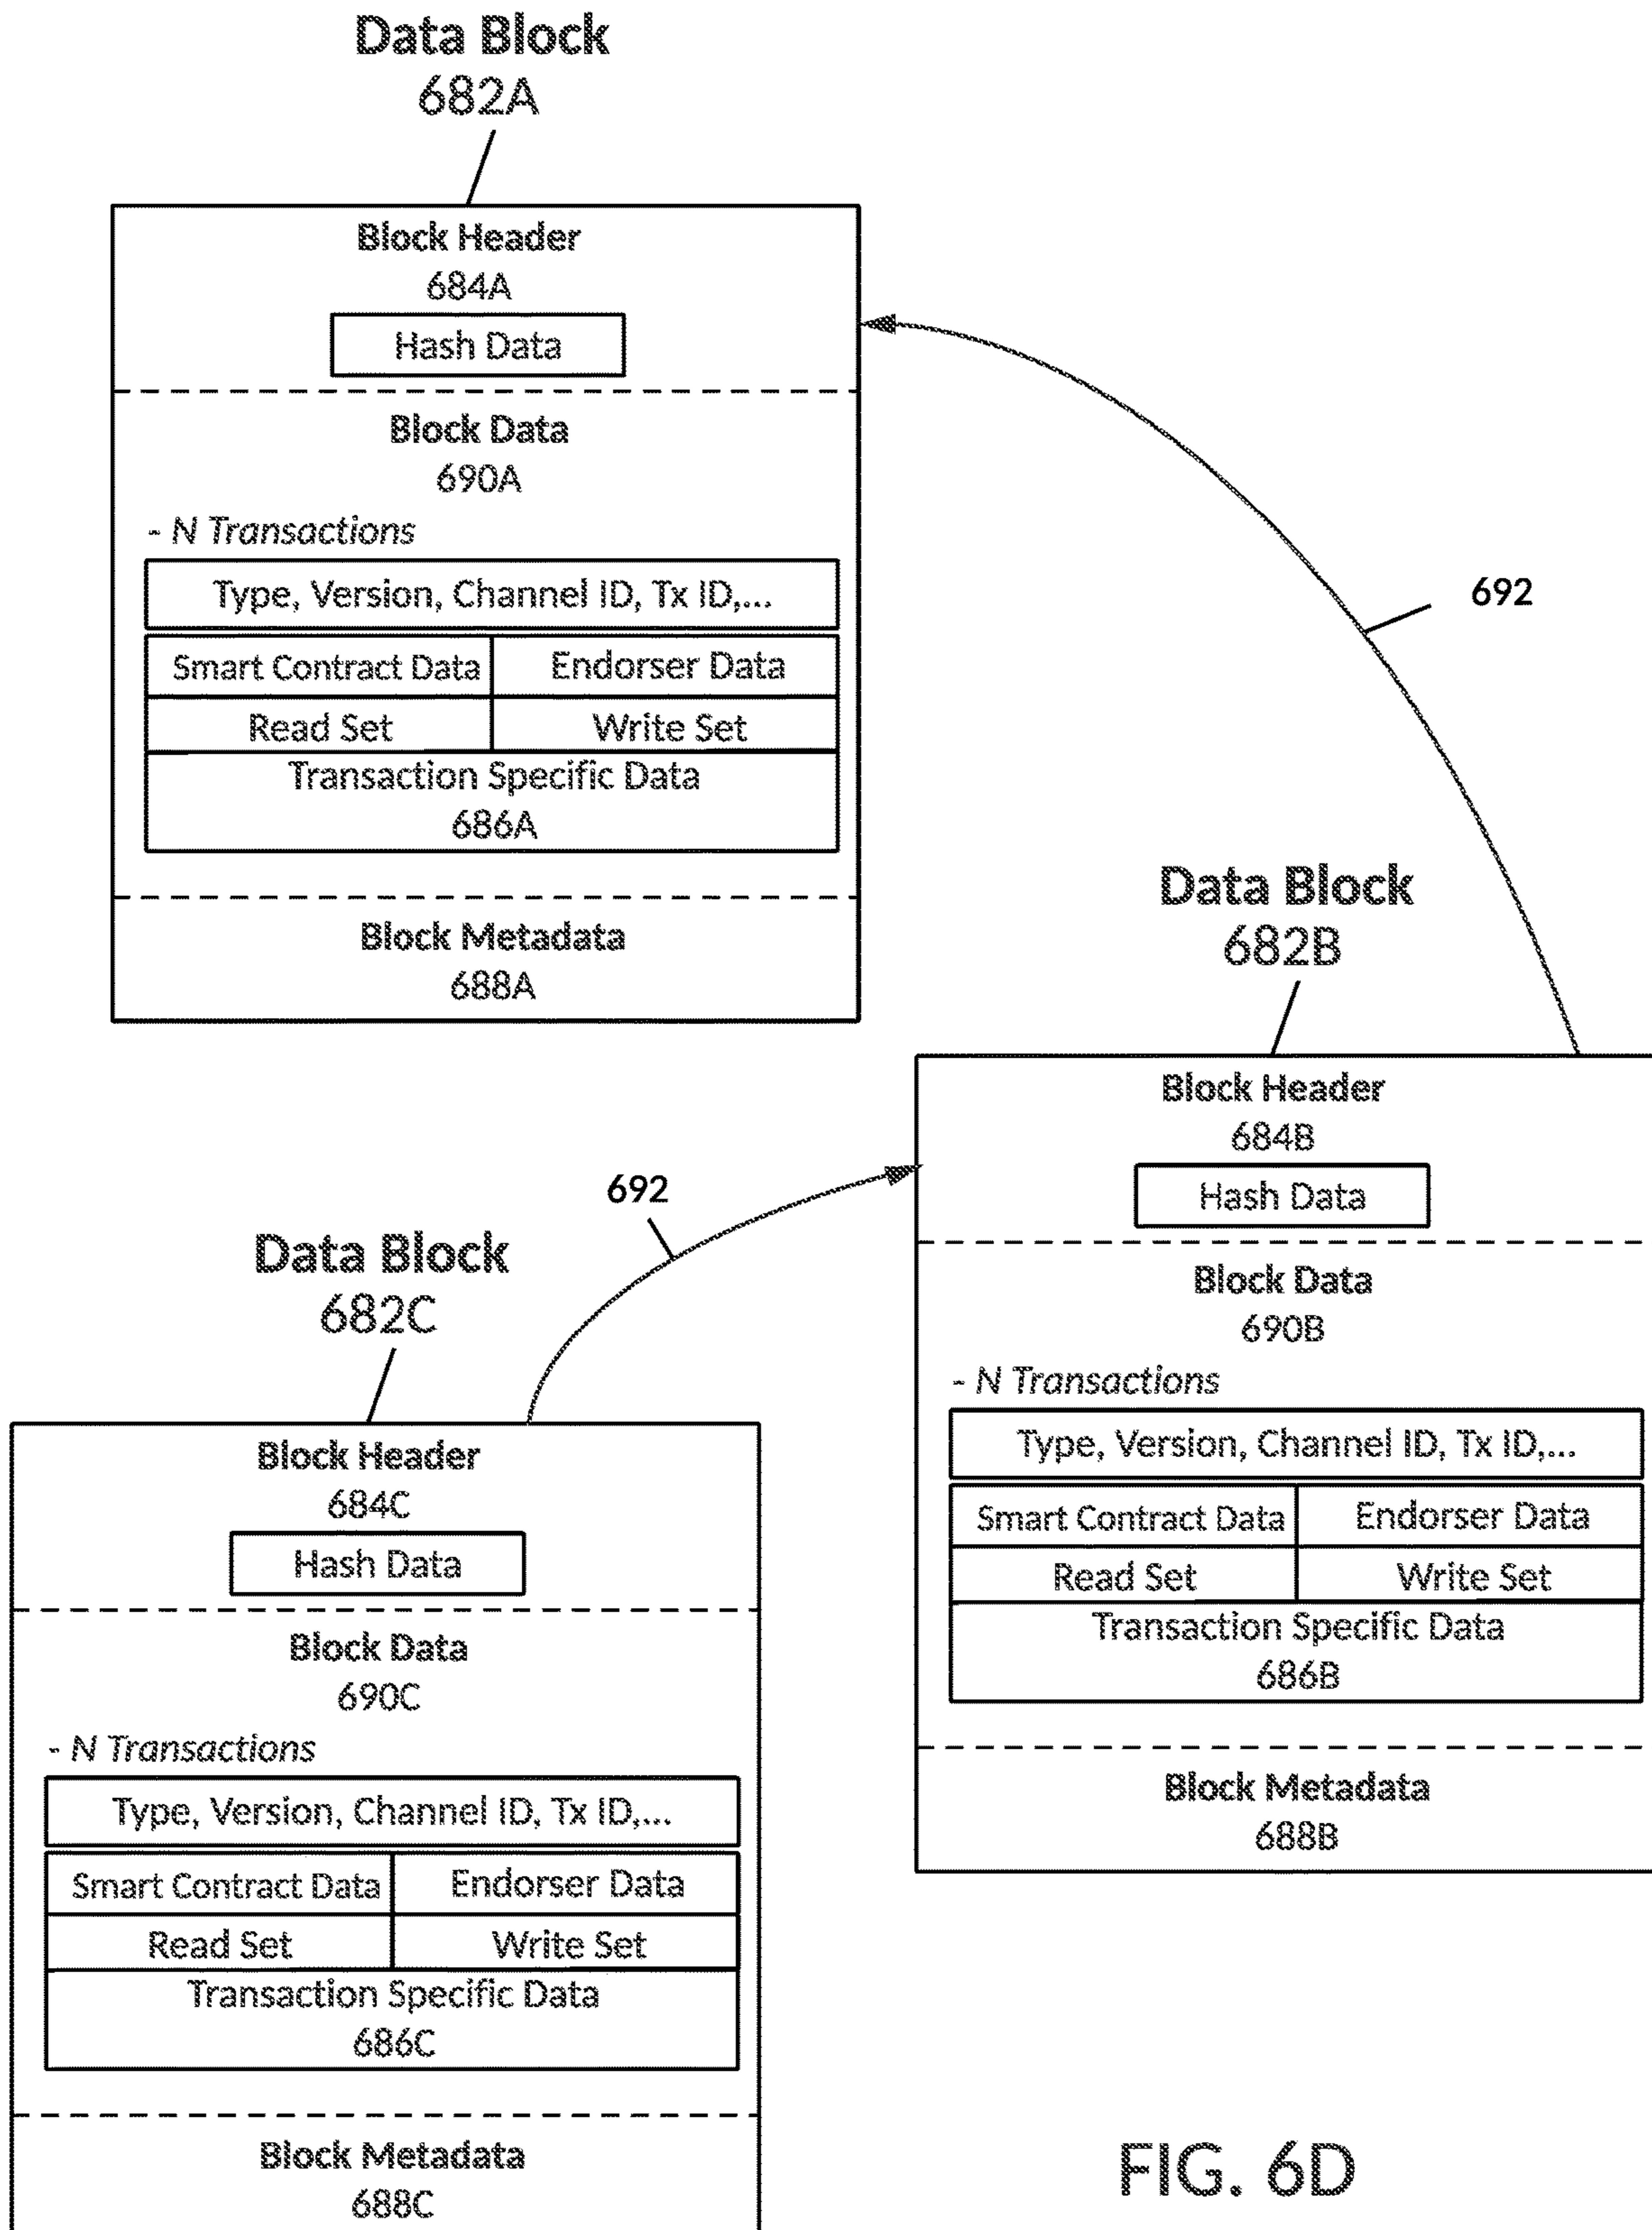 Data Block
682A
Block Header
684A
Hash Data
Block Data
690A
- N Transactions
Type, Version, Channel ID, Tx ID,...
Smart Contract Data
Endorser Data
Read Set
Write Set
Transaction Specific Data
686A
Block Metadata
688A
692
Data Block
682B
Block Header
684B
Hash Data
Block Data
690B
- N Transactions
Type, Version, Channel ID, Tx ID,...
Smart Contract Data
Endorser Data
Read Set
Write Set
Transaction Specific Data
686B
Block Metadata
688B
692
Data Block
682C
Block Header
684C
Hash Data
Block Data
690C
- N Transactions
Type, Version, Channel ID, Tx ID,...
Smart Contract Data
Endorser Data
Read Set
Write Set
Transaction Specific Data
686C
Block Metadata
688C
FIG. 6D